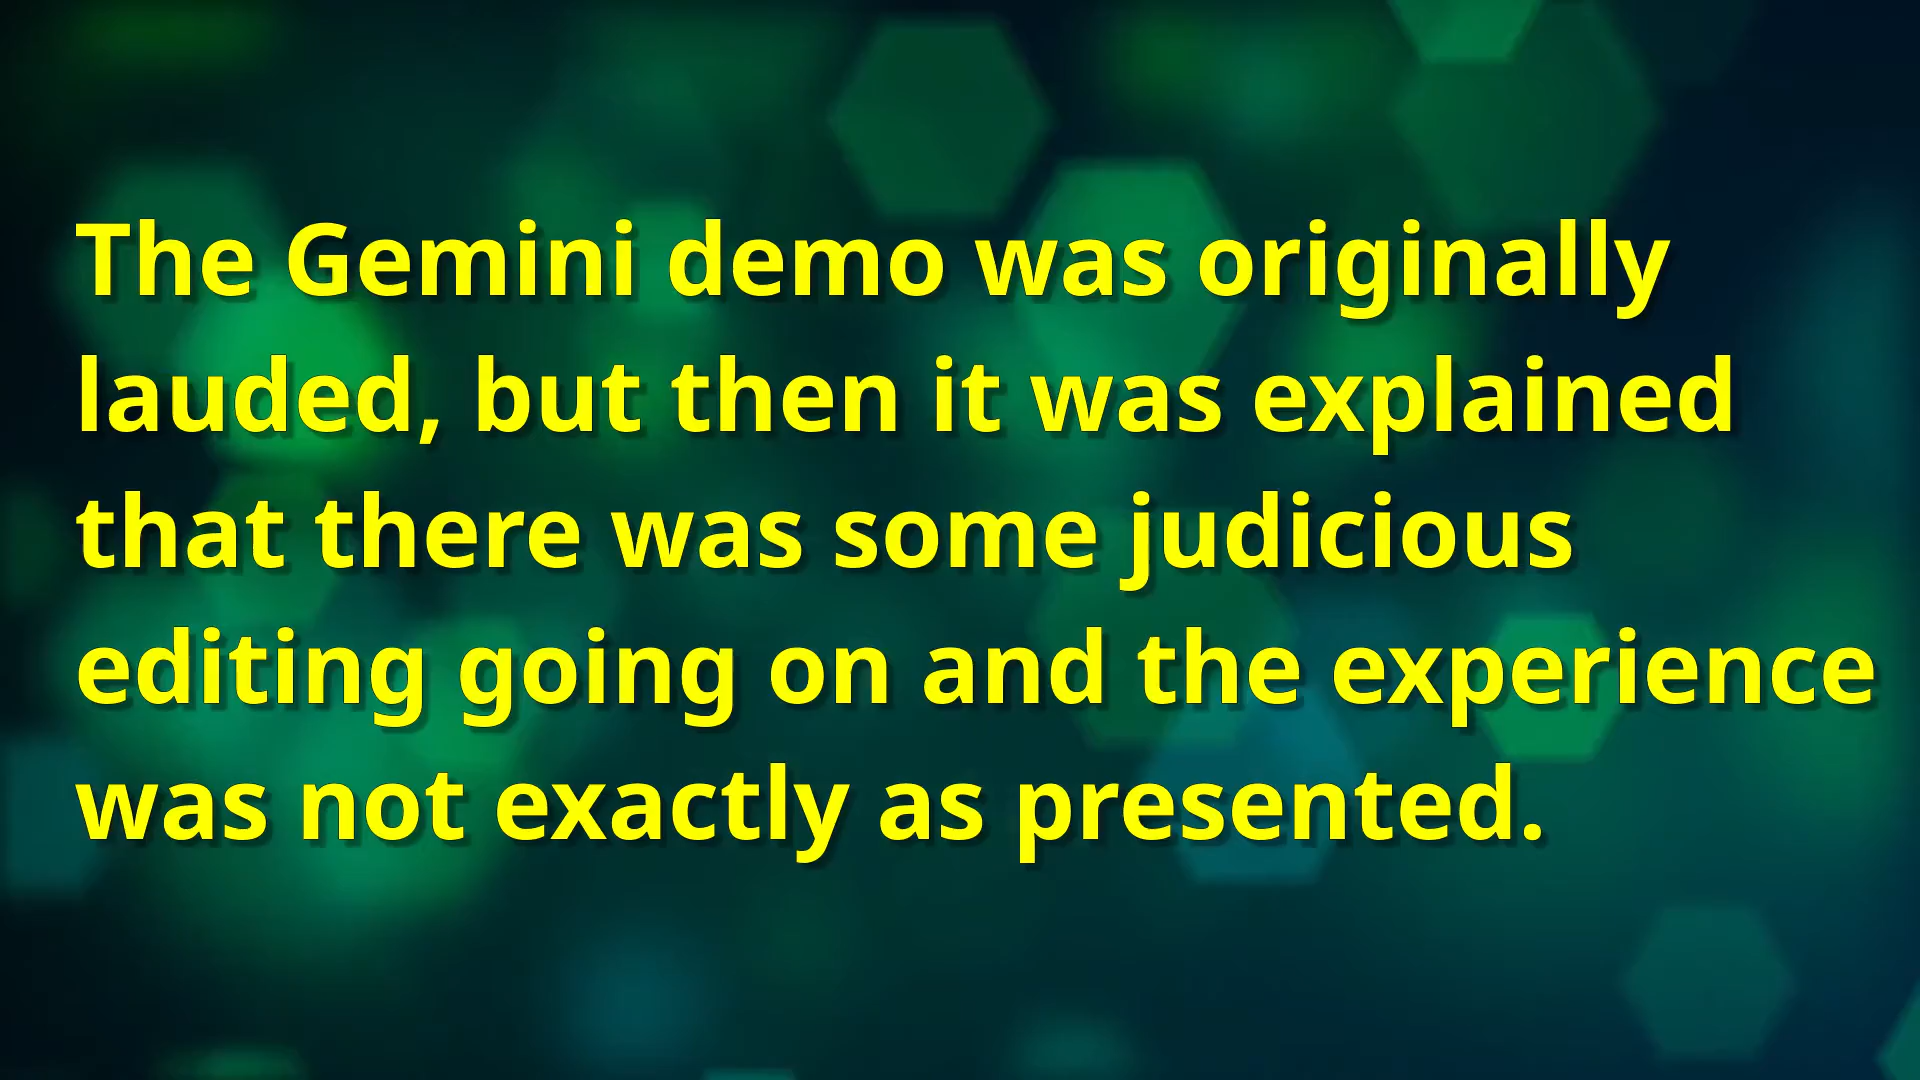 The Gemini demo was originally
lauded, but then it was explained
that there was some judicious
editing going on and the experience
was not exactly as presented.